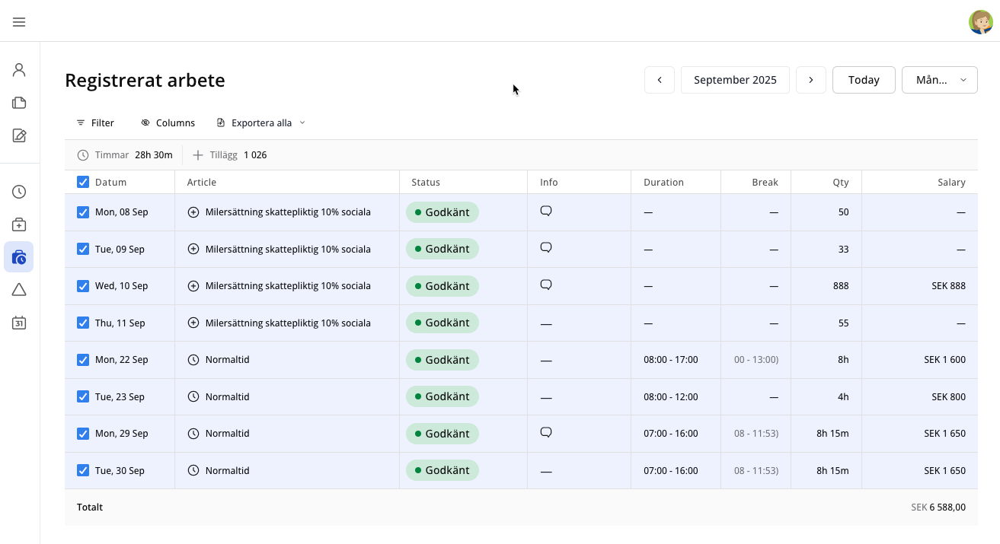 Registrerat arbete
September 2025
Today
Mån...
Filter
Columns
Exportera alla
Timmar 28h 30m
Tillägg 1 026
Datum Article Status Info Duration Break Qty Salary
Mon, 08 Sep Milersättning skattepliktig 10% sociala Godkänt — — 50 —
Tue, 09 Sep Milersättning skattepliktig 10% sociala Godkänt — — 33 —
Wed, 10 Sep Milersättning skattepliktig 10% sociala Godkänt — — 888 SEK 888
Thu, 11 Sep Milersättning skattepliktig 10% sociala Godkänt — — — 55 —
Mon, 22 Sep Normaltid Godkänt — 08:00 - 17:00 00 - 13:00) 8h SEK 1 600
Tue, 23 Sep Normaltid Godkänt — 08:00 - 12:00 — 4h SEK 800
Mon, 29 Sep Normaltid Godkänt 07:00 - 16:00 08 - 11:53) 8h 15m SEK 1 650
Tue, 30 Sep Normaltid Godkänt — 07:00 - 16:00 08 - 11:53) 8h 15m SEK 1 650
Totalt SEK 6 588,00
31